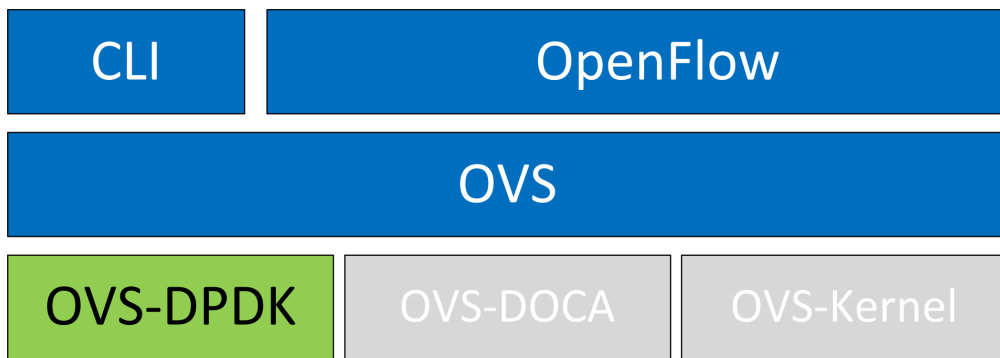 CLI
OpenFlow
OVS
OVS-DPDK
OVS-DOCA
OVS-Kernel